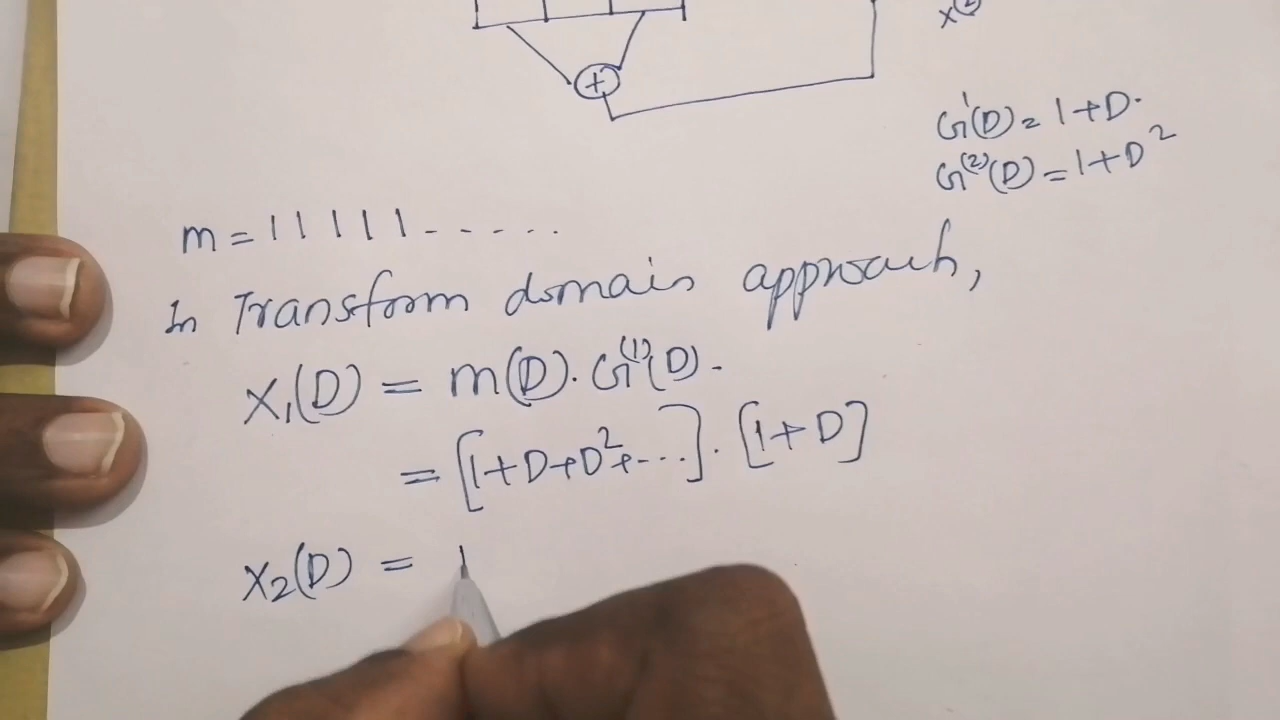 +
x(2)
G1(D) = 1+D.
G(2)(D) = 1+D2
m = 1 1 1 1 1 - - - . . .
In Transform domain approach,
X1(D) = m(D). G(1)(D).
= [1+D+D2+...] . [1+D]
X2(D) =